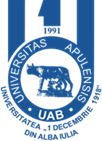 1991
UNIVERSITAS APULENSIS
UAB
UNIVERSITATEA „1 DECEMBRIE 1918"
DIN ALBA IULIA